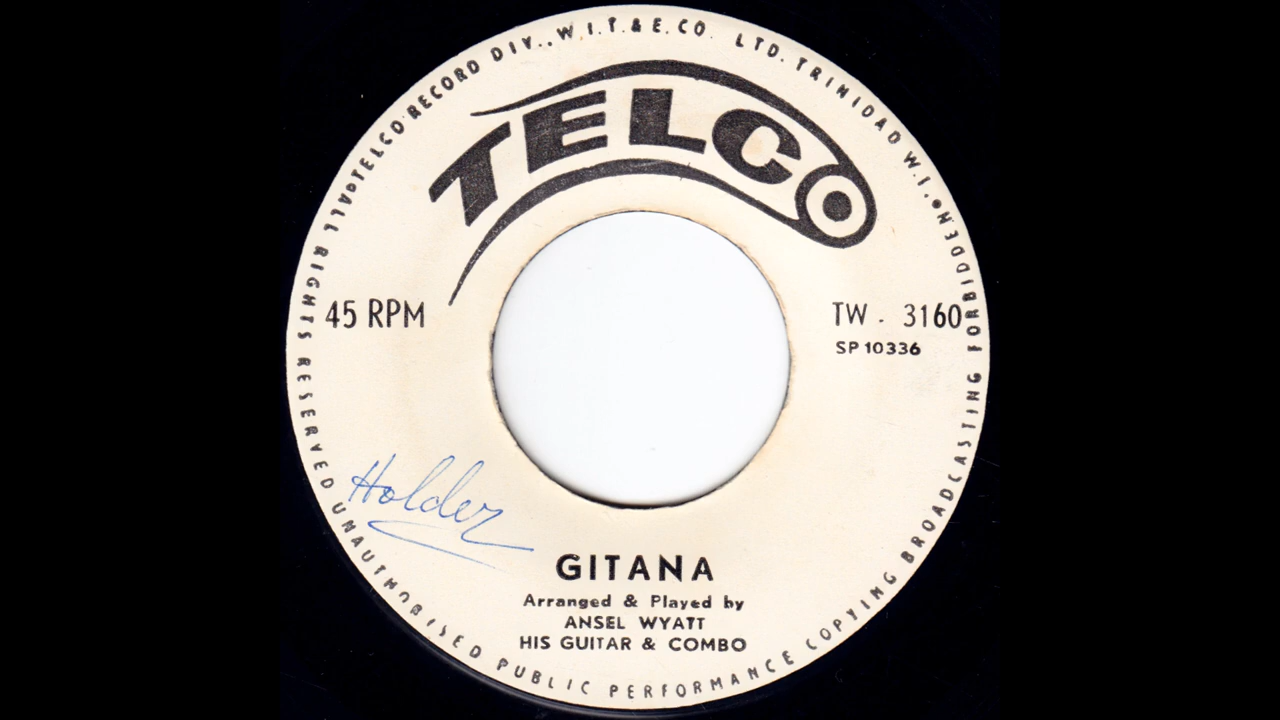 TELCO RECORD DIV., W.I.T. & E. CO. LTD. TRINIDAD W.I. • ALL RIGHTS RESERVED UNAUTHORISED PUBLIC PERFORMANCE COPYING BROADCASTING FORBIDDEN
TELCO
45 RPM
TW - 3160
SP 10336
Holder
GITANA
Arranged & Played by
ANSEL WYATT
HIS GUITAR & COMBO